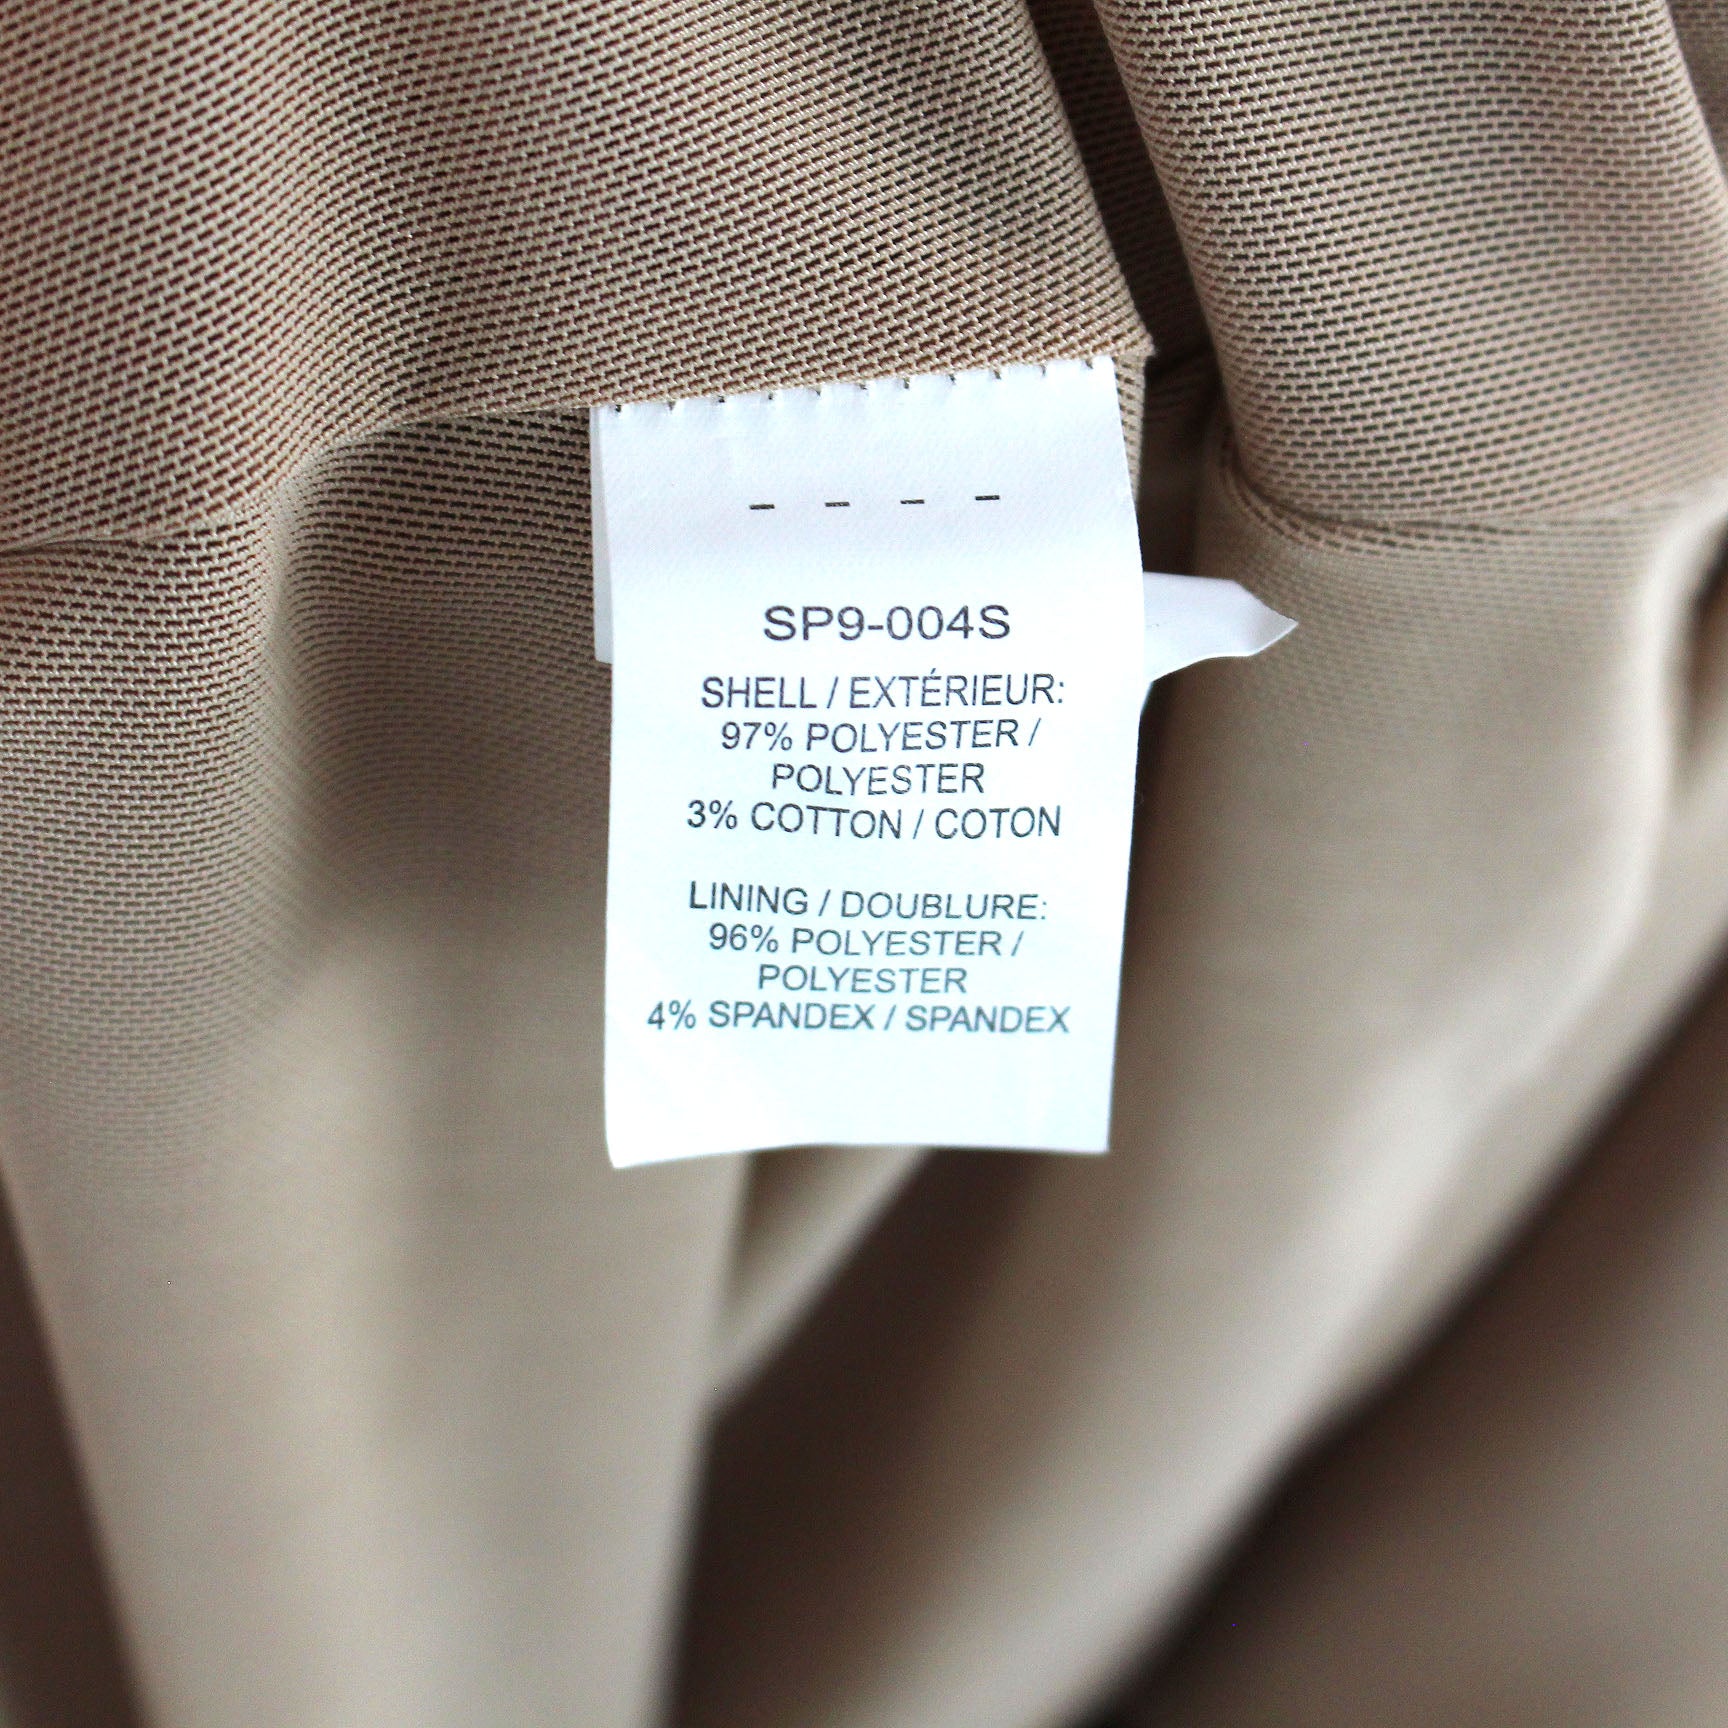 - - - -
SP9-004S
SHELL / EXTÉRIEUR:
97% POLYESTER /
POLYESTER
3% COTTON / COTON
LINING / DOUBLURE:
96% POLYESTER /
POLYESTER
4% SPANDEX / SPANDEX